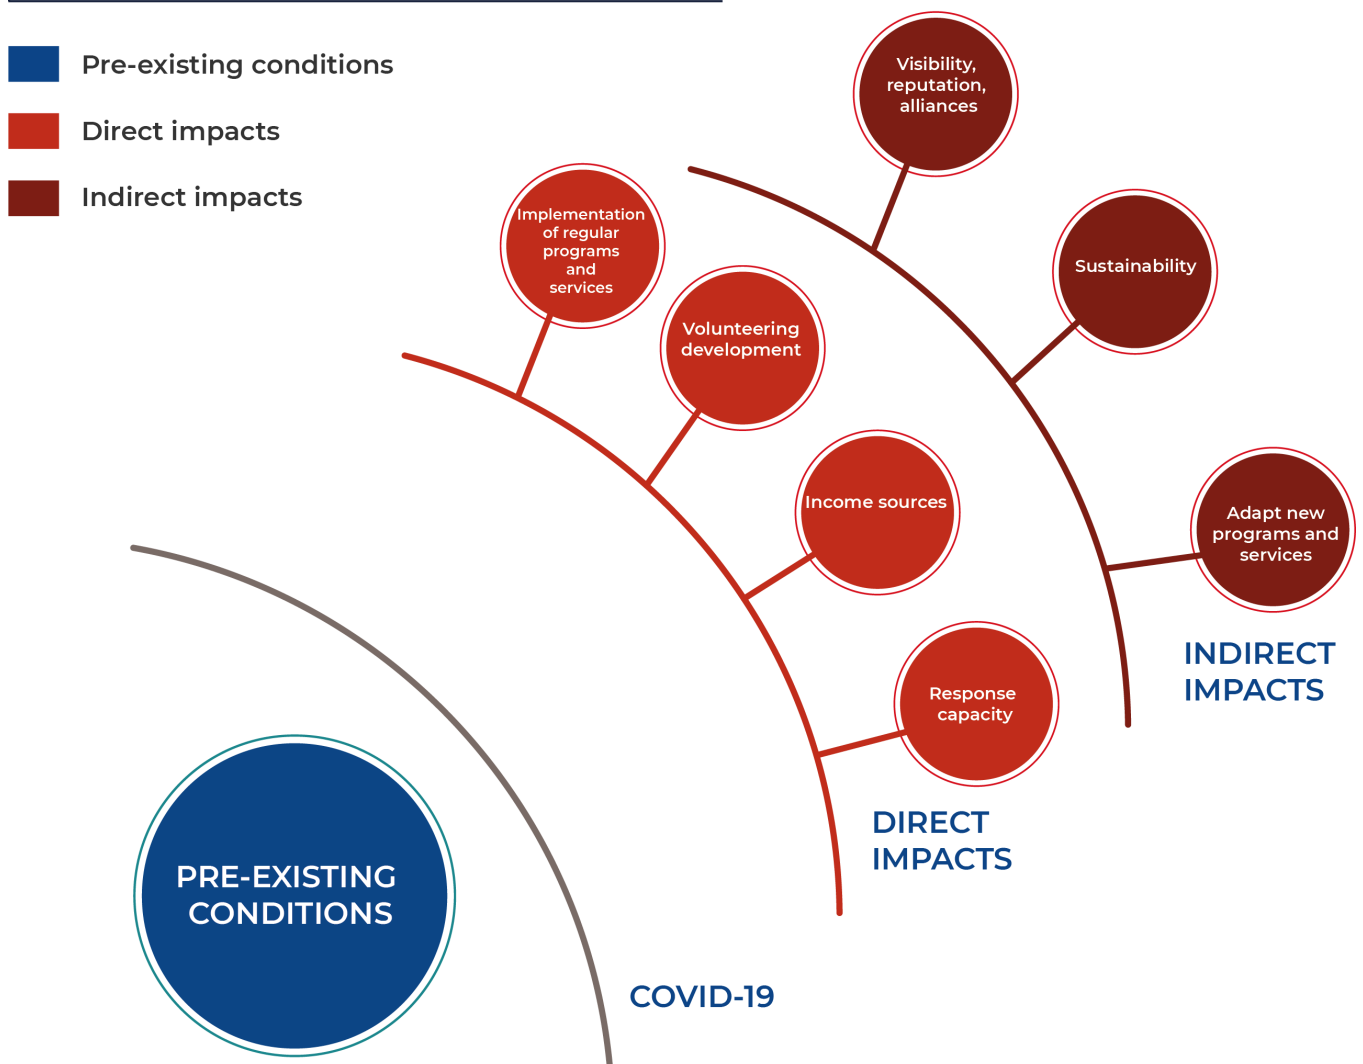 Pre-existing conditions
Direct impacts
Indirect impacts
Visibility,
reputation,
alliances
Sustainability
Adapt new
programs and
services
INDIRECT
IMPACTS
Implementation
of regular
programs
and
services
Volunteering
development
Income sources
Response
capacity
DIRECT
IMPACTS
PRE-EXISTING
CONDITIONS
COVID-19